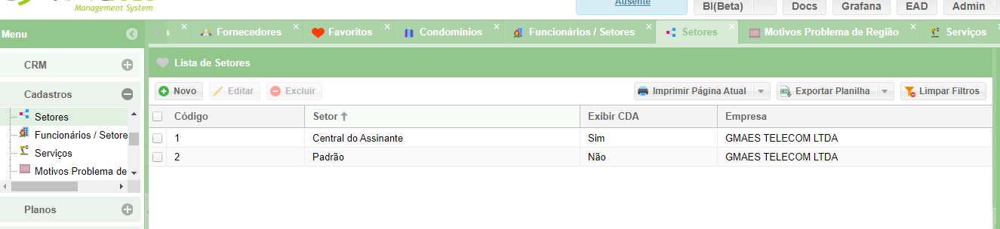 Management System
Ausente
BI(Beta)
Docs
Grafana
EAD
Admin
Menu
s
Fornecedores
Favoritos
Condomínios
Funcionários / Setores
Setores
Motivos Problema de Região
Serviços
CRM
Lista de Setores
Cadastros
Novo
Editar
Excluir
Imprimir Página Atual
Exportar Planilha
Limpar Filtros
Setores
Funcionários / Setore
Serviços
Motivos Problema de
Planos
Código Setor Exibir CDA Empresa
1 Central do Assinante Sim GMAES TELECOM LTDA
2 Padrão Não GMAES TELECOM LTDA